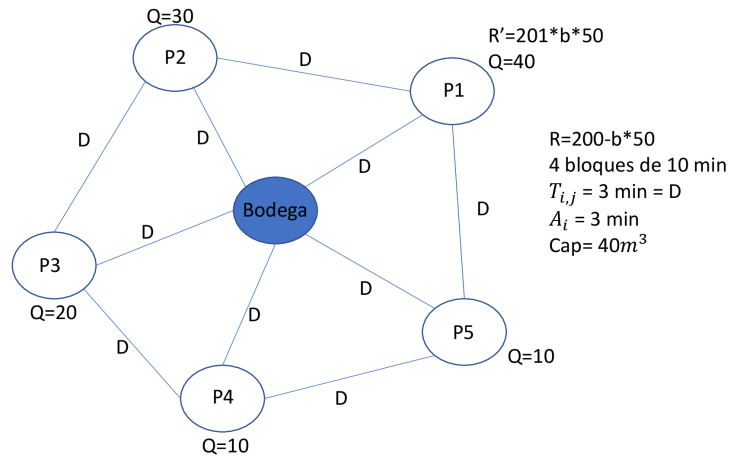 Q=30
P2
D
R’=201*b*50
Q=40
P1
D
D
D
R=200-b*50
4 bloques de 10 min
T_{i,j} = 3 min = D
A_i = 3 min
Cap= 40m^3
Bodega
D
D
P3
Q=20
D
D
D
P5
Q=10
P4
D
Q=10